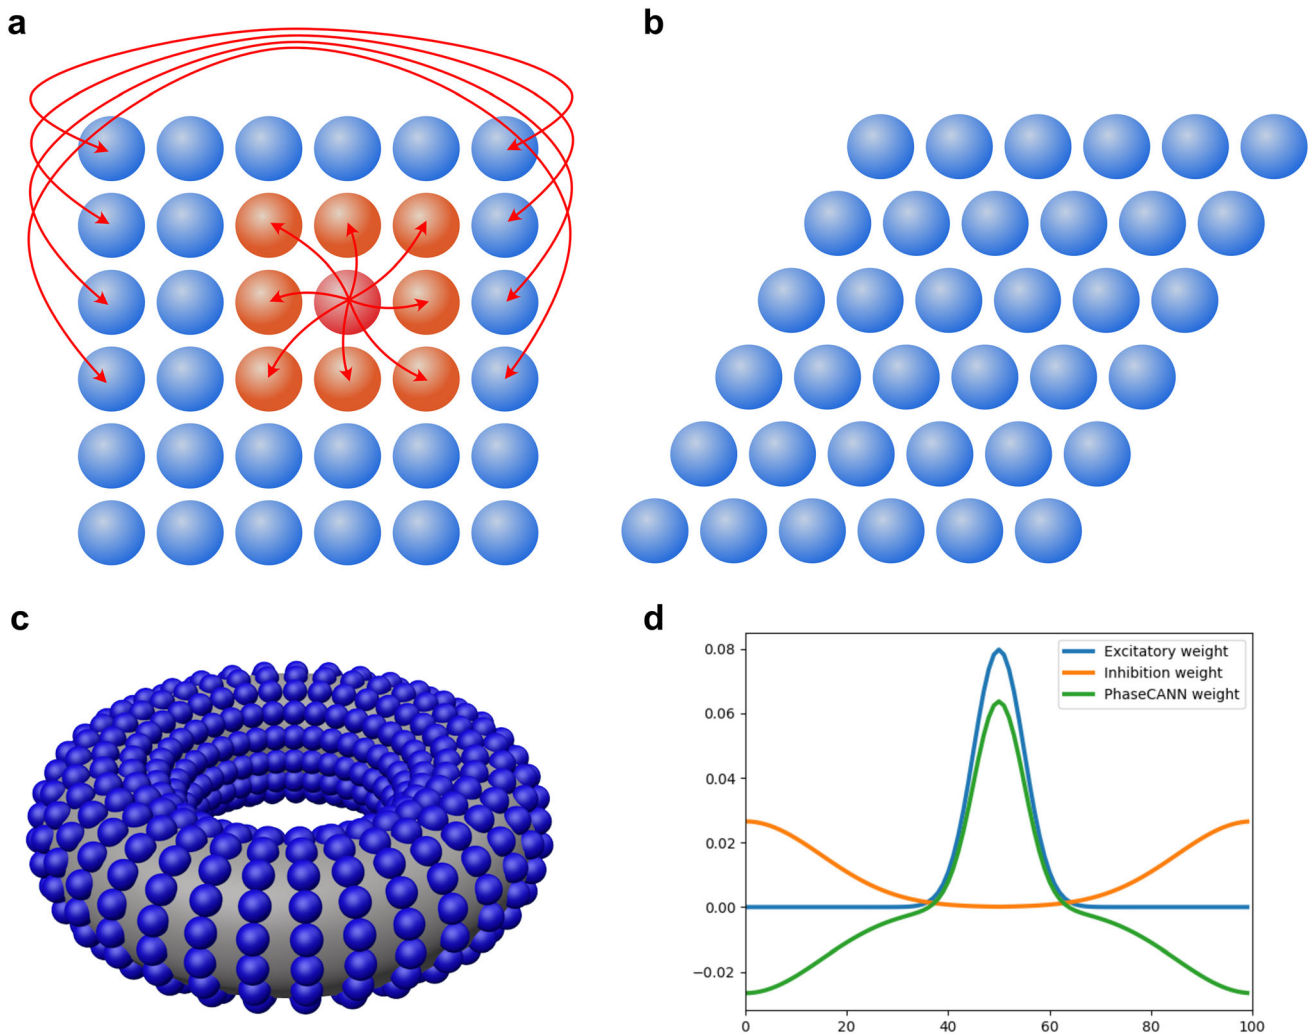 a
b
c
d
Excitatory weight
Inhibition weight
PhaseCANN weight
0.08
0.06
0.04
0.02
0.00
−0.02
0
20
40
60
80
100